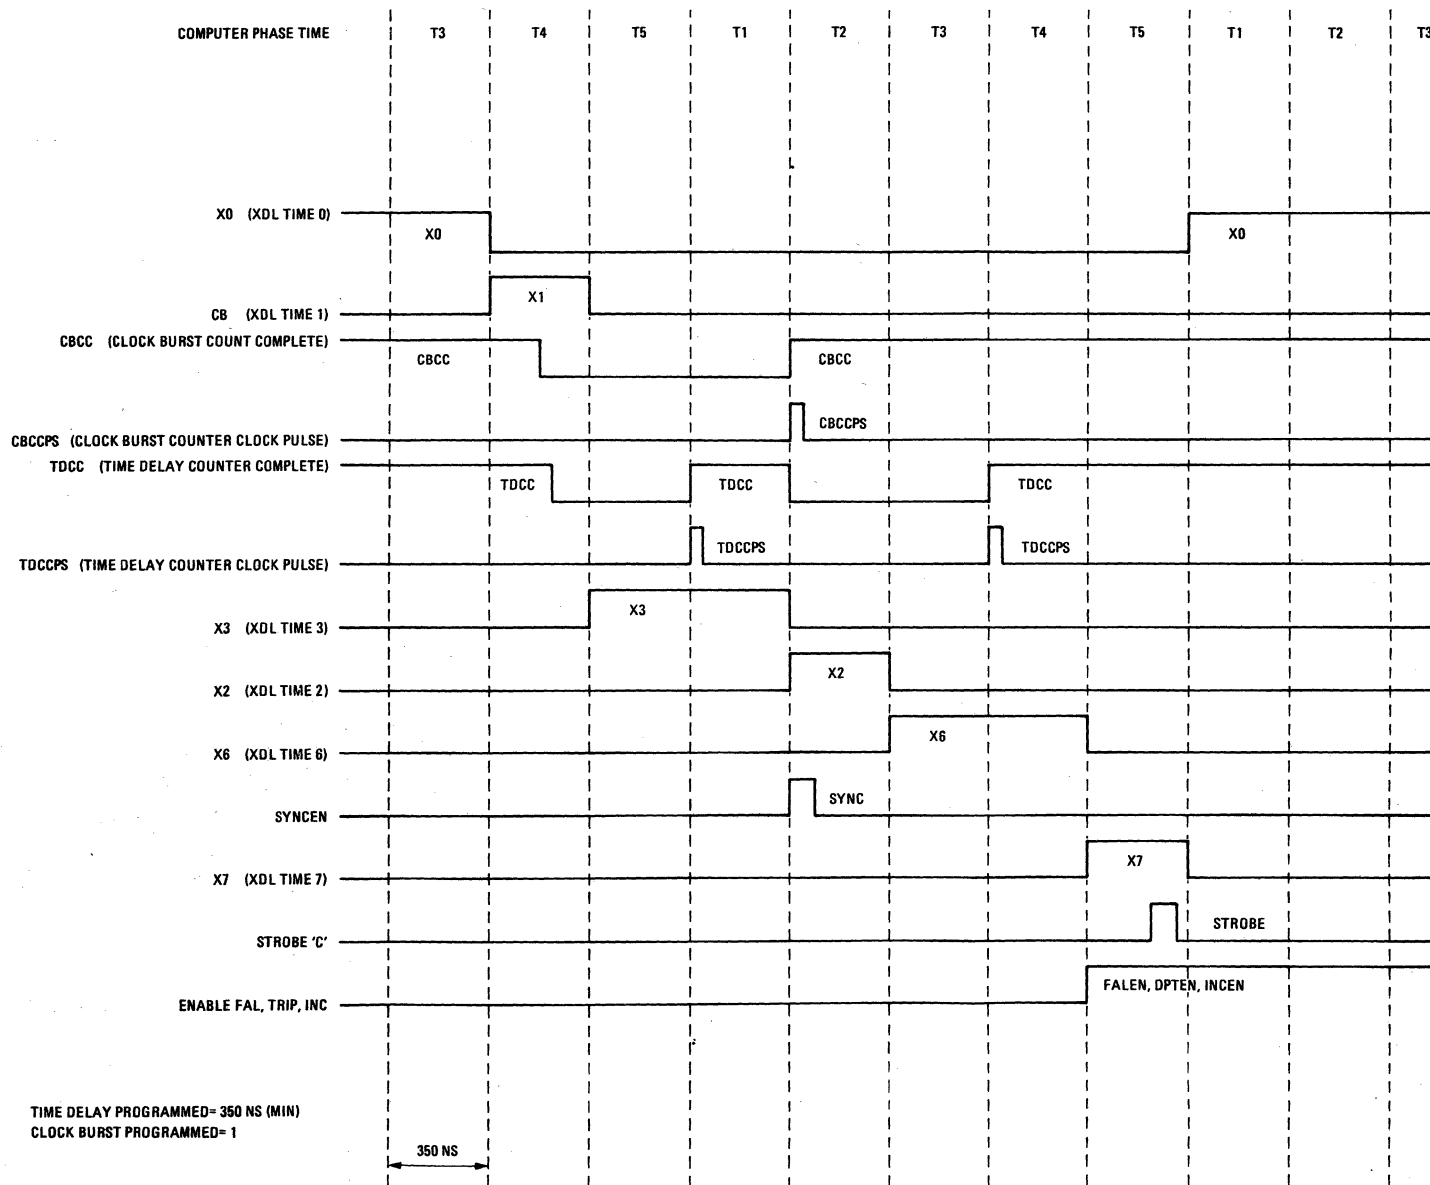 COMPUTER PHASE TIME T3 T4 T5 T1 T2 T3 T4 T5 T1 T2 T3
X0 (XDL TIME 0)
X0 X0
X1
CB (XDL TIME 1)
CBCC (CLOCK BURST COUNT COMPLETE)
CBCC CBCC
CBCCPS
CBCCPS (CLOCK BURST COUNTER CLOCK PULSE)
TDCC (TIME DELAY COUNTER COMPLETE)
TDCC TDCC TDCC
TDCCPS TDCCPS
TDCCPS (TIME DELAY COUNTER CLOCK PULSE)
X3
X3 (XDL TIME 3)
X2
X2 (XDL TIME 2)
X6
X6 (XDL TIME 6)
SYNC
SYNCEN
X7
X7 (XDL TIME 7)
STROBE
STROBE 'C'
FALEN, DPTEN, INCEN
ENABLE FAL, TRIP, INC
TIME DELAY PROGRAMMED= 350 NS (MIN)
CLOCK BURST PROGRAMMED= 1
350 NS